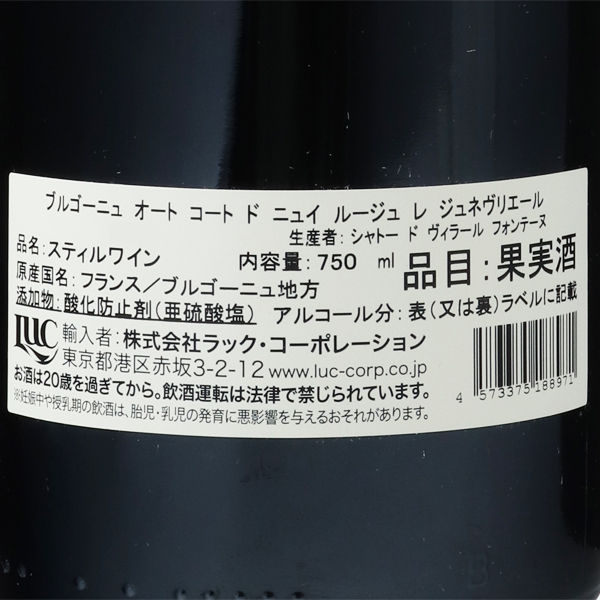 ブルゴーニュ オート コート ド ニュイ ルージュ レ ジュネヴリエール
生産者：シャトー ド ヴィラール フォンテーヌ
品名：スティルワイン 内容量：750 ml
原産国名：フランス／ブルゴーニュ地方
品目：果実酒
添加物：酸化防止剤（亜硫酸塩） アルコール分：表（又は裏）ラベルに記載
LUC 輸入者：株式会社ラック・コーポレーション
東京都港区赤坂3-2-12 www.luc-corp.co.jp
お酒は20歳を過ぎてから。飲酒運転は法律で禁じられています。
※妊娠中や授乳期の飲酒は、胎児・乳児の発育に悪影響を与えるおそれがあります。
4 573375 188971